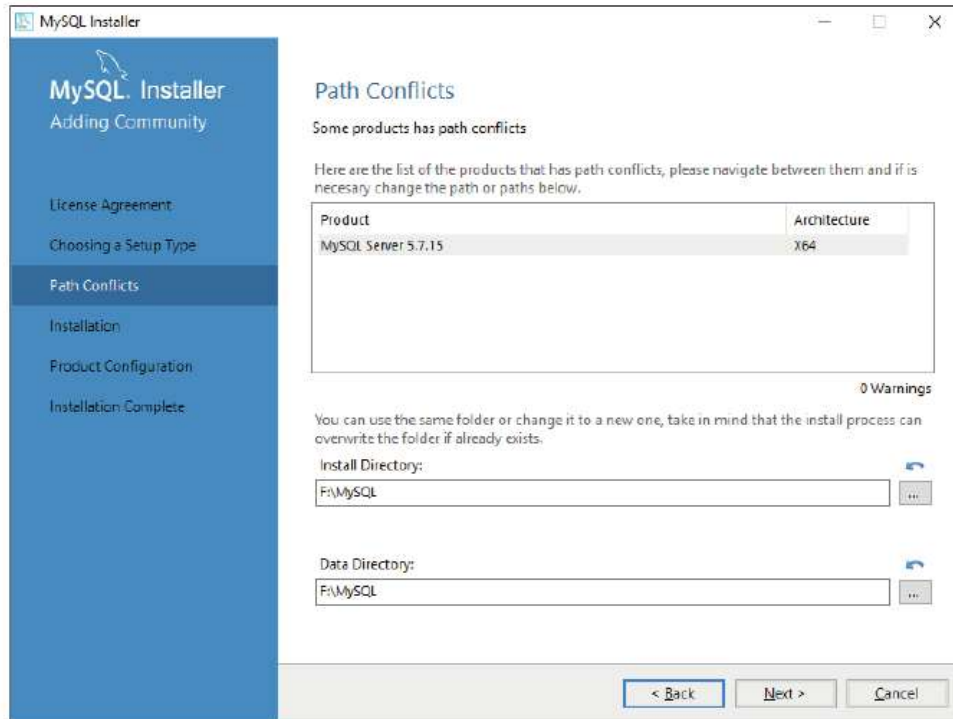 MySQL Installer
MySQL. Installer
Adding Community
License Agreement
Choosing a Setup Type
Path Conflicts
Installation
Product Configuration
Installation Complete
Path Conflicts
Some products has path conflicts
Here are the list of the products that has path conflicts, please navigate between them and if is
necesary change the path or paths below.
Product Architecture
MySQL Server 5.7.15 X64
0 Warnings
You can use the same folder or change it to a new one, take in mind that the install process can
overwrite the folder if already exists.
Install Directory:
F:\MySQL
...
Data Directory:
F:\MySQL
...
< Back Next > Cancel